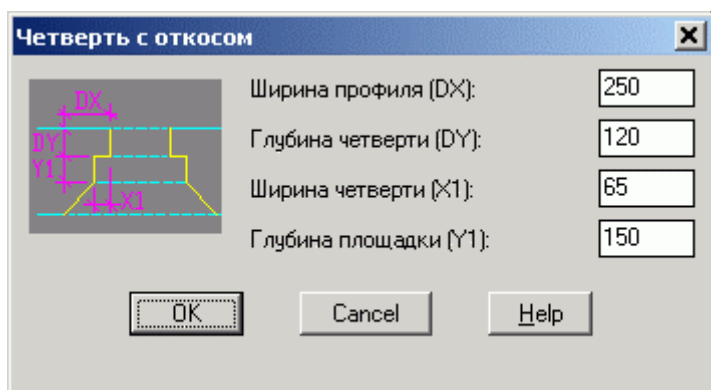 Четверть с откосом
DX
DY
Y1
X1
Ширина профиля (DX): 250
Глубина четверти (DY): 120
Ширина четверти (X1): 65
Глубина площадки (Y1): 150
OK Cancel Help